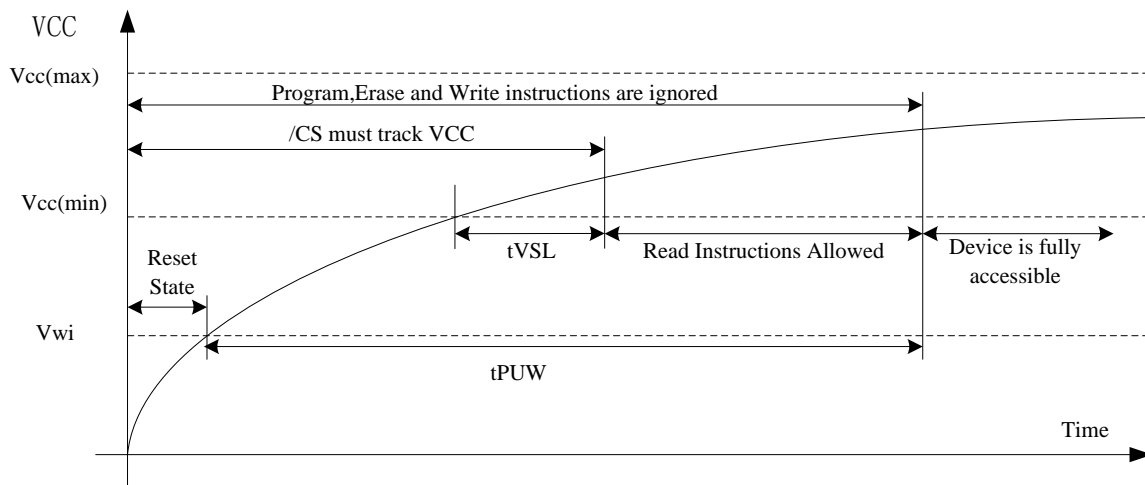 VCC
Vcc(max)
Program,Erase and Write instructions are ignored
/CS must track VCC
Vcc(min)
tVSL
Read Instructions Allowed
Device is fully
accessible
Reset
State
Vwi
tPUW
Time